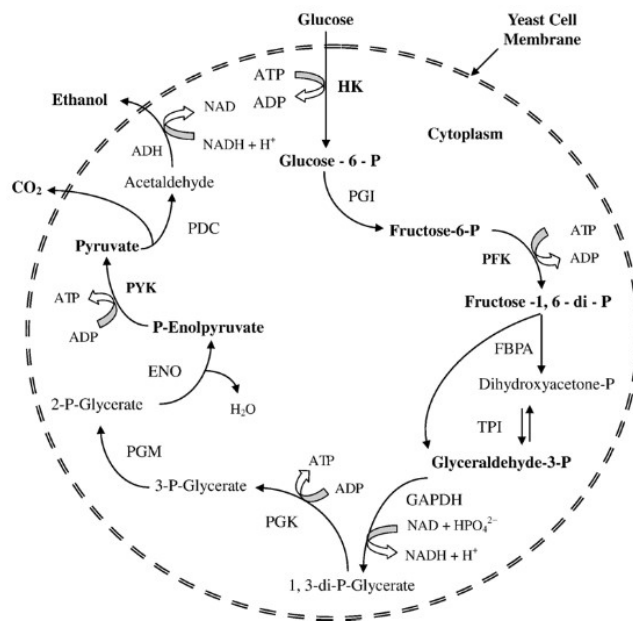 Glucose
Yeast Cell
Membrane
ATP
HK
ADP
Ethanol
NAD
ADH
NADH + H⁺
Cytoplasm
Glucose - 6 - P
Acetaldehyde
CO₂
PGI
PDC
Pyruvate
Fructose-6-P
ATP
PFK
ADP
PYK
ATP
ADP
P-Enolpyruvate
Fructose -1, 6 - di - P
FBPA
ENO
Dihydroxyacetone-P
2-P-Glycerate
H₂O
TPI
PGM
ATP
Glyceraldehyde-3-P
3-P-Glycerate
ADP
GAPDH
PGK
NAD + HPO₄²⁻
NADH + H⁺
1, 3-di-P-Glycerate